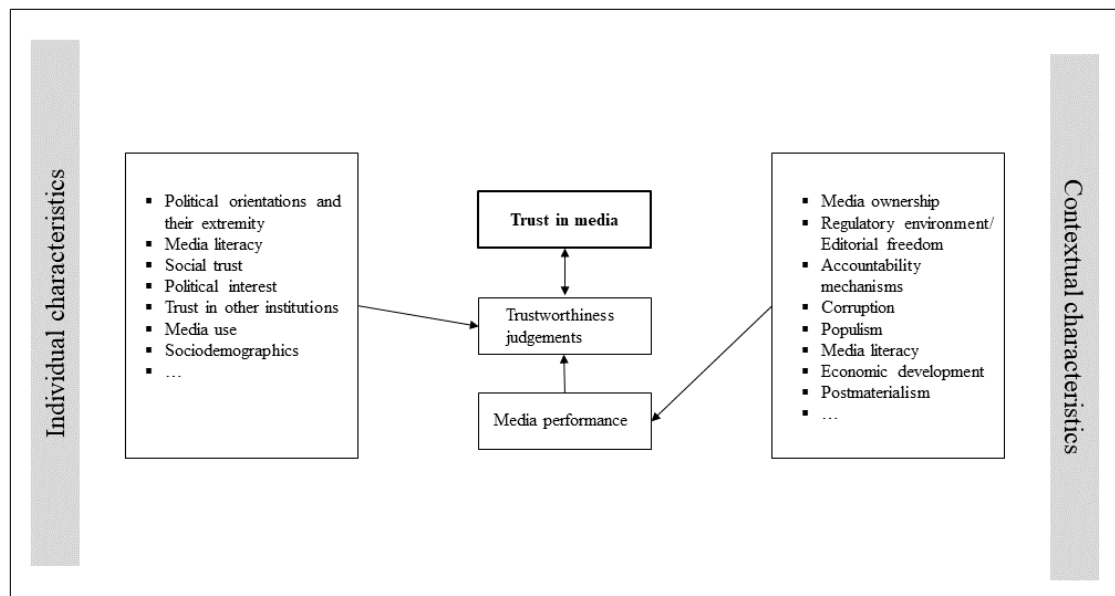 Individual characteristics
▪ Political orientations and
their extremity
▪ Media literacy
▪ Social trust
▪ Political interest
▪ Trust in other institutions
▪ Media use
▪ Sociodemographics
▪ …
Trust in media
Trustworthiness
judgements
Media performance
▪ Media ownership
▪ Regulatory environment/
Editorial freedom
▪ Accountability
mechanisms
▪ Corruption
▪ Populism
▪ Media literacy
▪ Economic development
▪ Postmaterialism
▪ …
Contextual characteristics